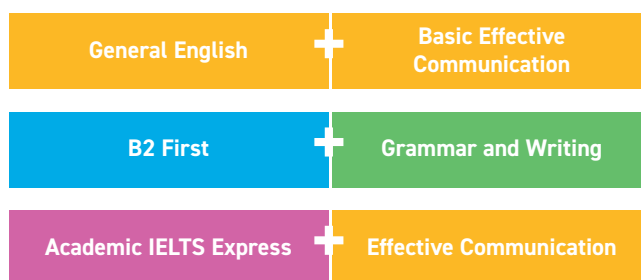 General English + Basic Effective
Communication
B2 First + Grammar and Writing
Academic IELTS Express + Effective Communication